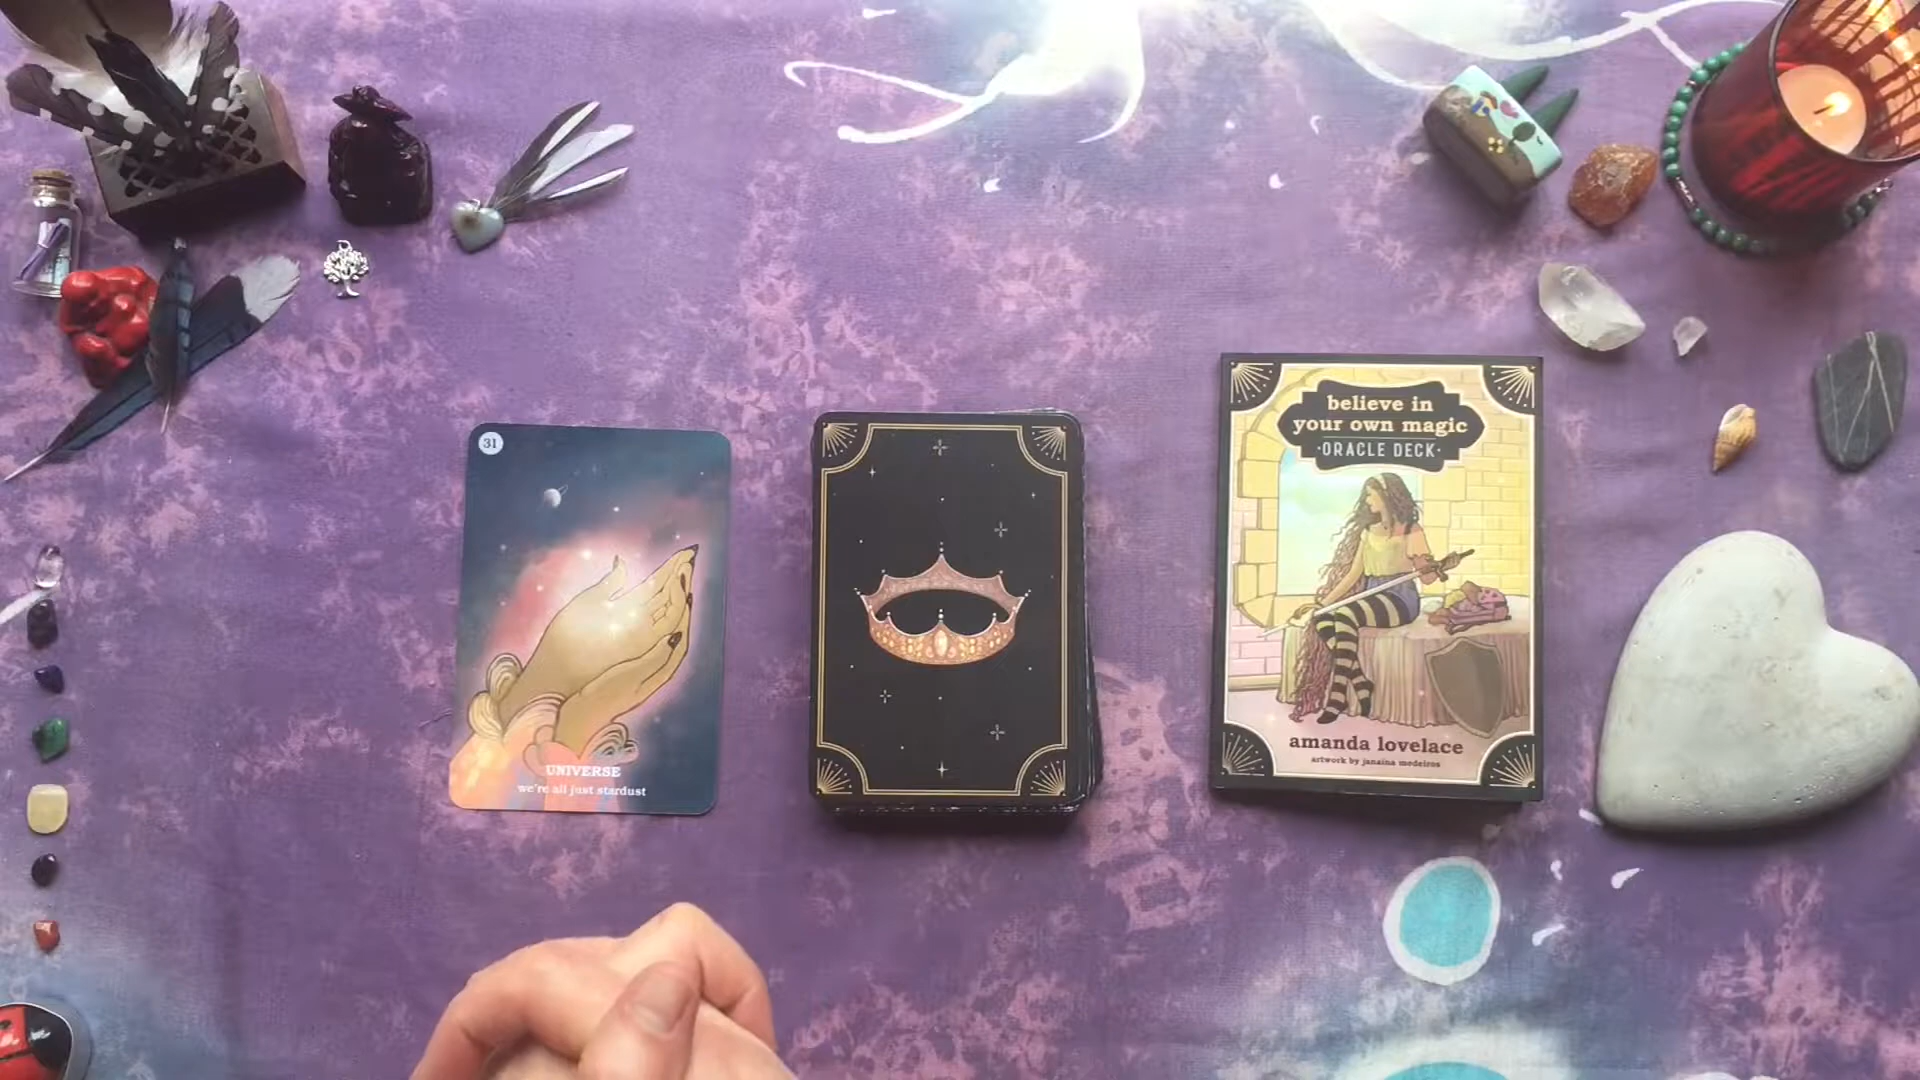 31
UNIVERSE
we're all just stardust
believe in
your own magic
·ORACLE DECK·
amanda lovelace
artwork by janaina medeiros